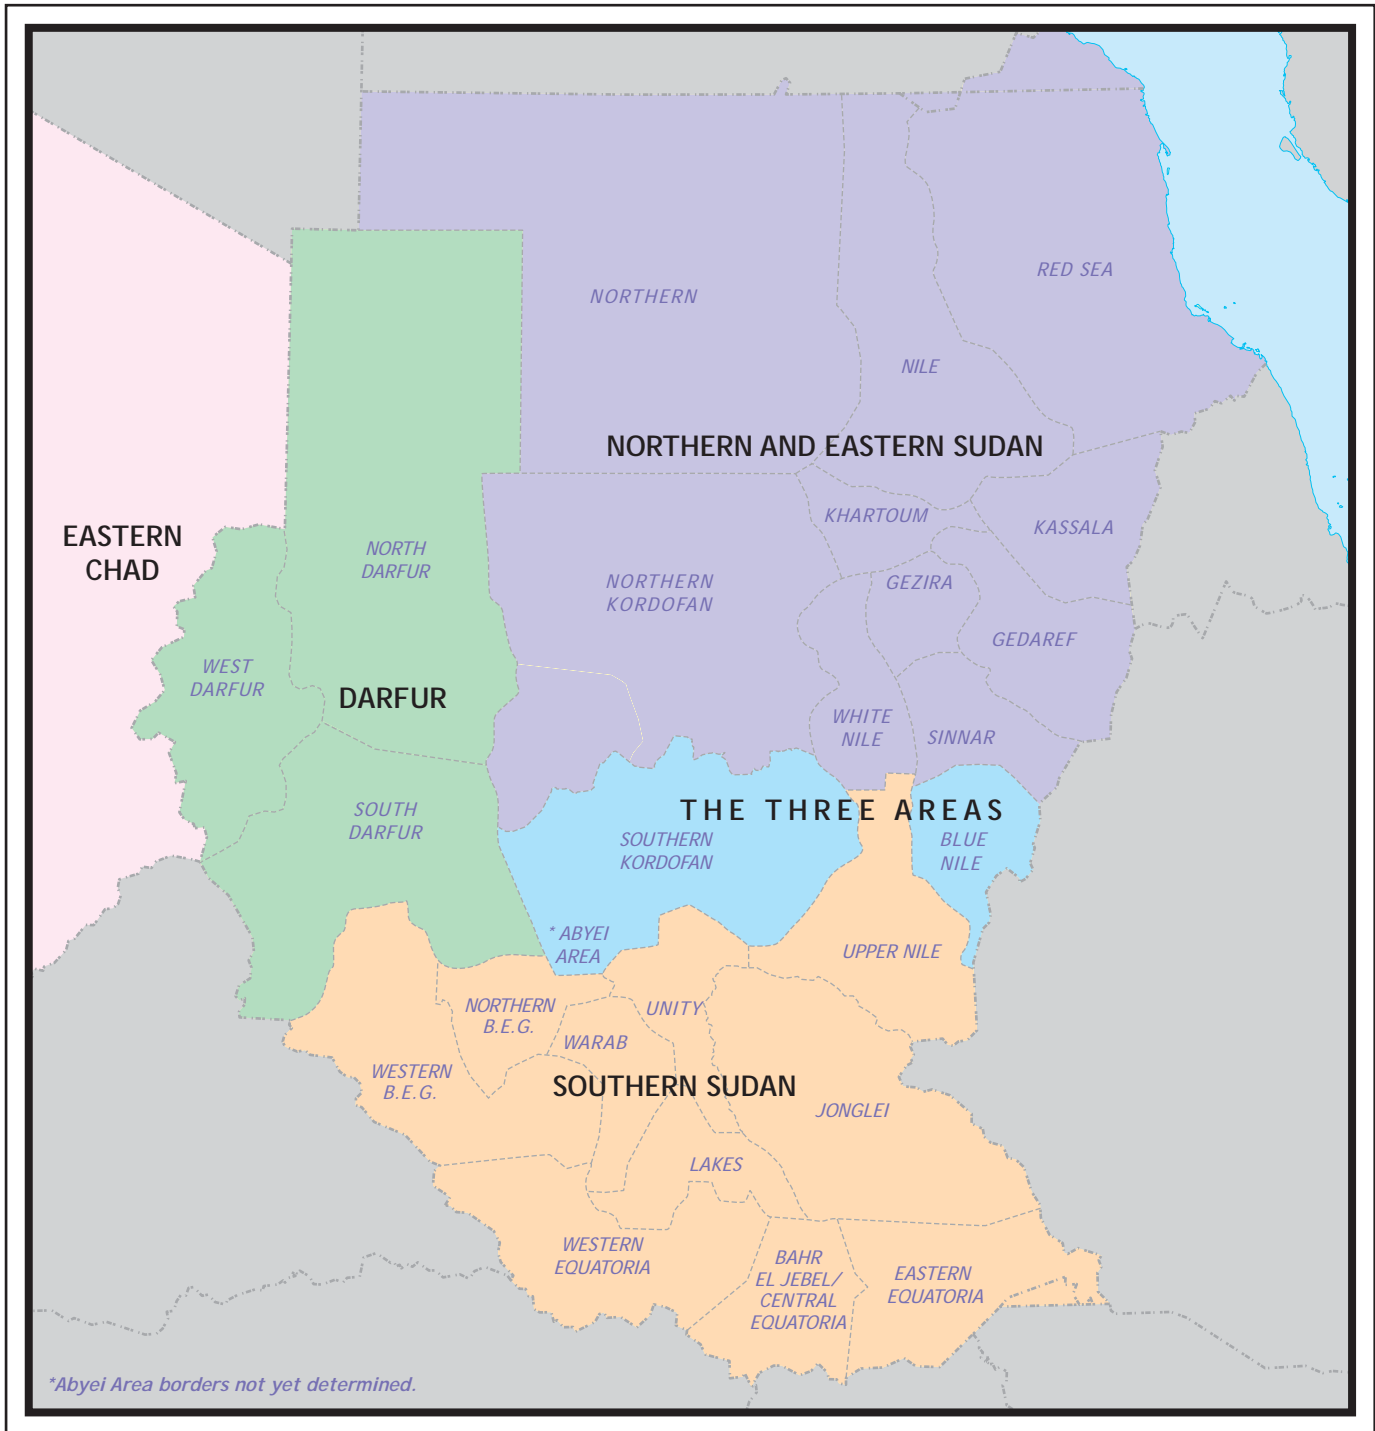 RED SEA
NORTHERN
NILE
NORTHERN AND EASTERN SUDAN
KHARTOUM
KASSALA
EASTERN
CHAD
NORTH
DARFUR
NORTHERN
KORDOFAN
GEZIRA
GEDAREF
WEST
DARFUR
DARFUR
WHITE
NILE
SINNAR
SOUTH
DARFUR
THE THREE AREAS
SOUTHERN
KORDOFAN
BLUE
NILE
* ABYEI
AREA
UPPER NILE
NORTHERN
B.E.G.
UNITY
WARAB
WESTERN
B.E.G.
SOUTHERN SUDAN
JONGLEI
LAKES
WESTERN
EQUATORIA
BAHR
EL JEBEL/
CENTRAL
EQUATORIA
EASTERN
EQUATORIA
*Abyei Area borders not yet determined.